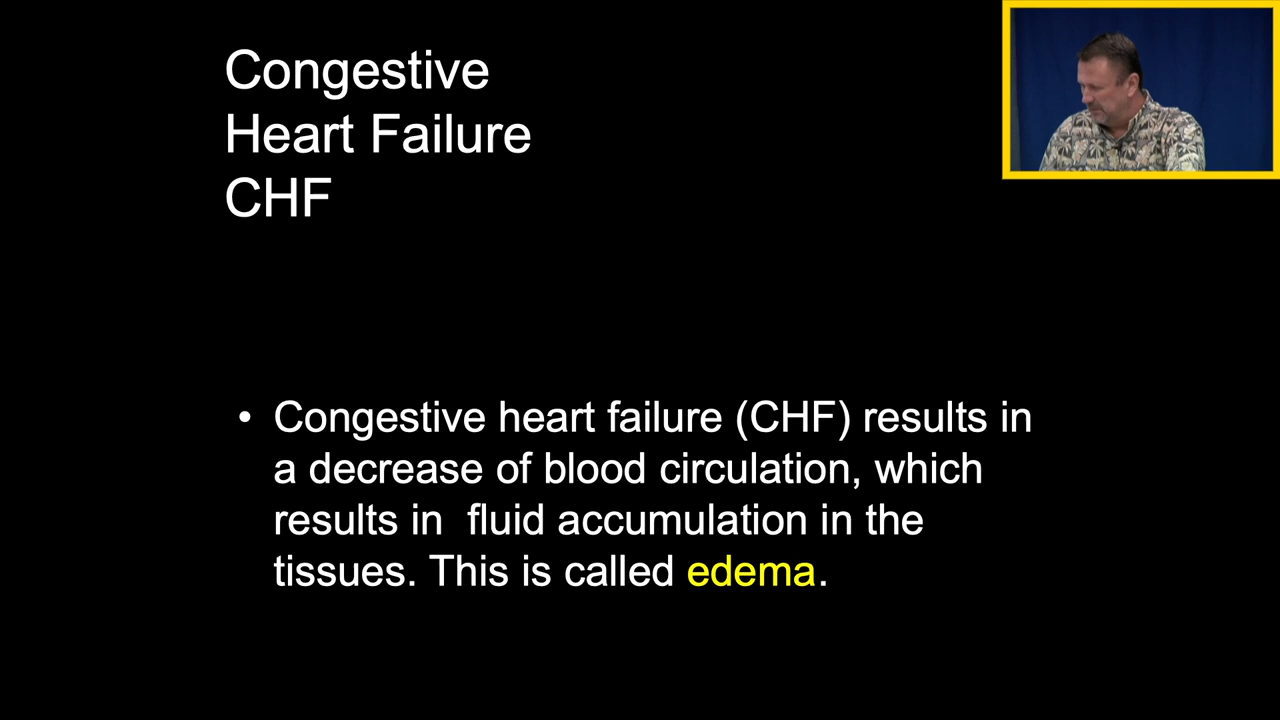 Congestive
Heart Failure
CHF
• Congestive heart failure (CHF) results in
a decrease of blood circulation, which
results in  fluid accumulation in the
tissues. This is called edema.